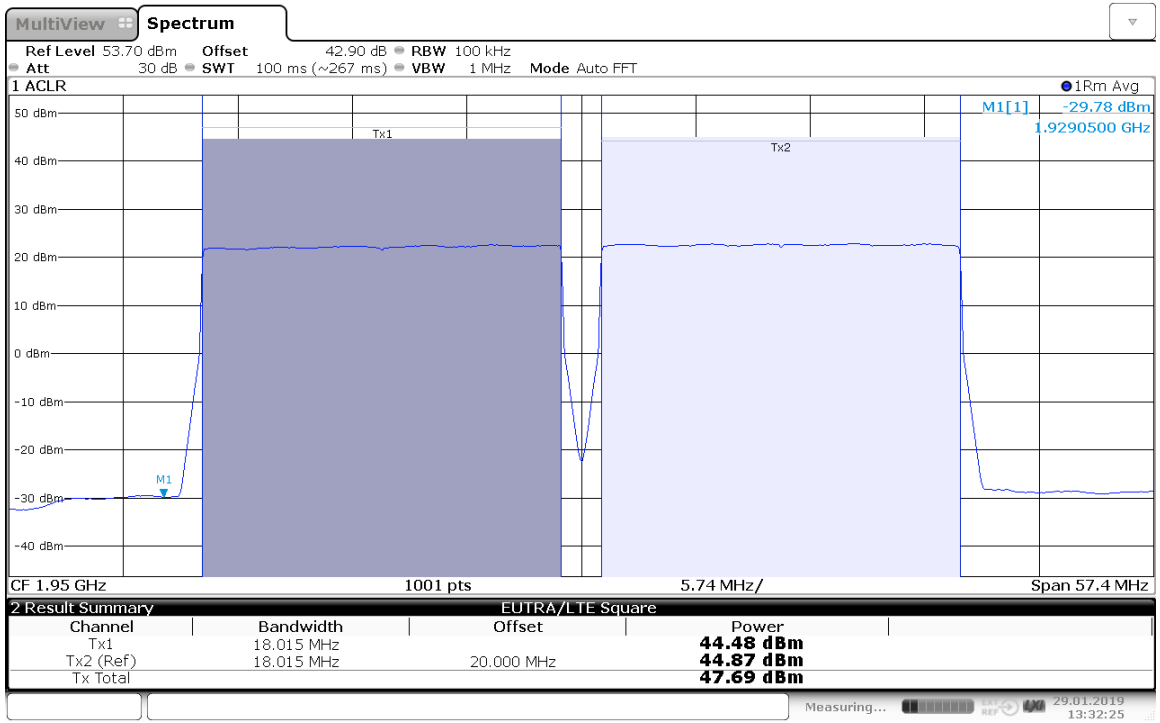 MultiView Spectrum
Ref Level 53.70 dBm Offset 42.90 dB RBW 100 kHz
Att 30 dB SWT 100 ms (~267 ms) VBW 1 MHz Mode Auto FFT
1 ACLR 1Rm Avg
M1[1] -29.78 dBm
1.9290500 GHz
50 dBm
Tx1
Tx2
40 dBm
30 dBm
20 dBm
10 dBm
0 dBm
-10 dBm
-20 dBm
M1
-30 dBm
-40 dBm
CF 1.95 GHz 1001 pts 5.74 MHz/ Span 57.4 MHz
2 Result Summary EUTRA/LTE Square
Channel Bandwidth Offset Power
Tx1 18.015 MHz 44.48 dBm
Tx2 (Ref) 18.015 MHz 20.000 MHz 44.87 dBm
Tx Total 47.69 dBm
Measuring... EXT REF LXI 29.01.2019
13:32:25